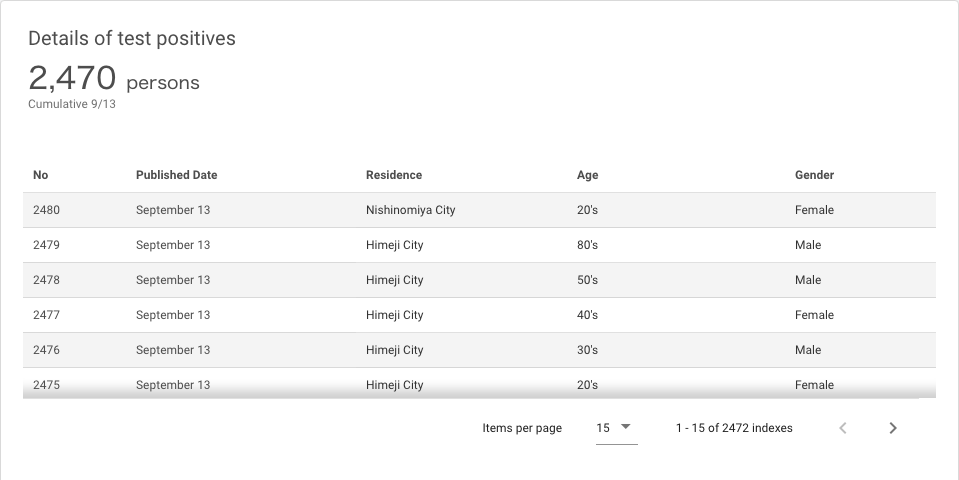 Details of test positives
2,470 persons
Cumulative 9/13
No Published Date Residence Age Gender
2480 September 13 Nishinomiya City 20's Female
2479 September 13 Himeji City 80's Male
2478 September 13 Himeji City 50's Male
2477 September 13 Himeji City 40's Female
2476 September 13 Himeji City 30's Male
2475 September 13 Himeji City 20's Female
Items per page 15 1 - 15 of 2472 indexes